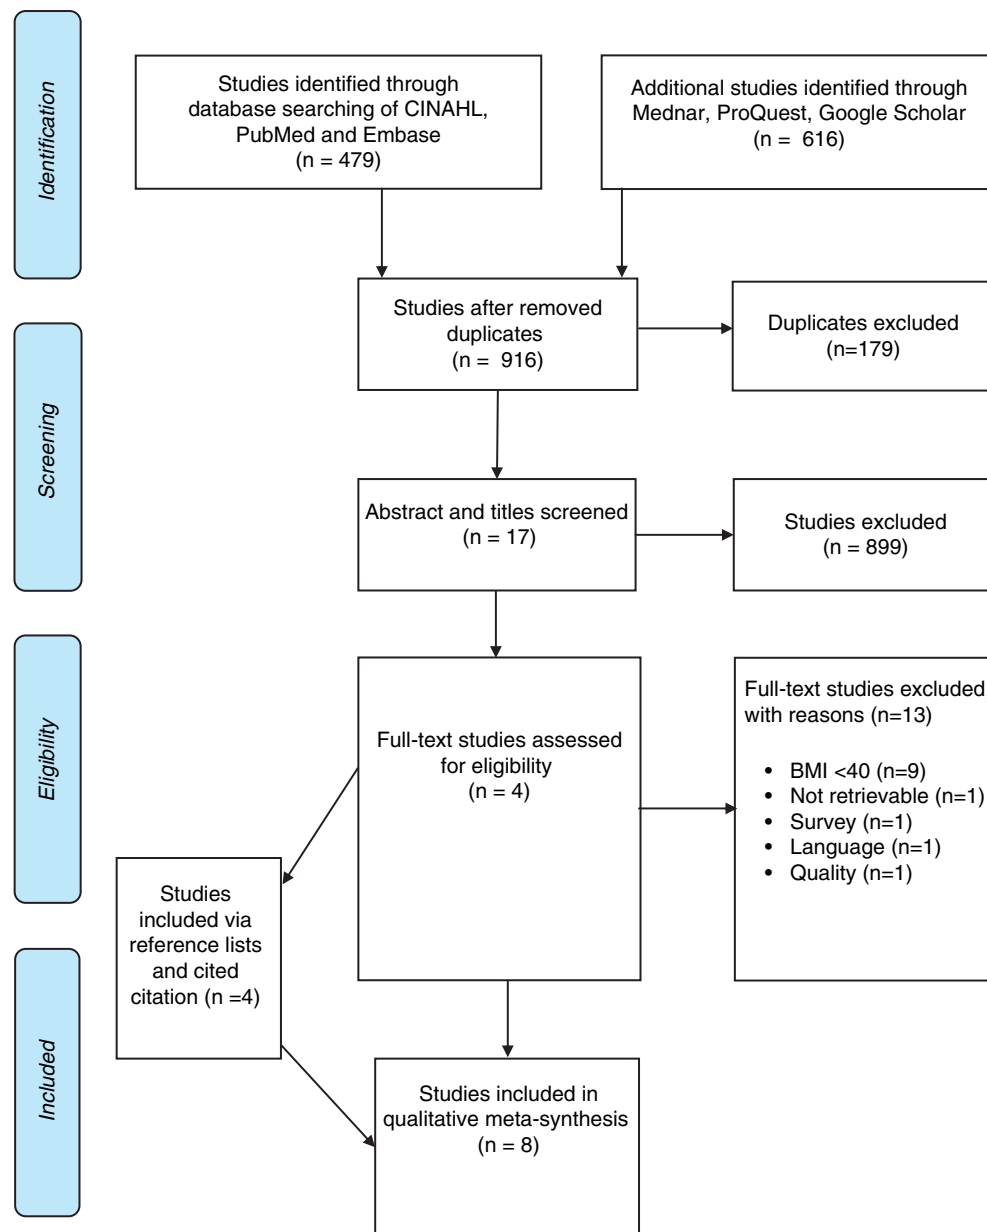 Identification
Studies identified through
database searching of CINAHL,
PubMed and Embase
(n = 479)
Additional studies identified through
Mednar, ProQuest, Google Scholar
(n = 616)
Studies after removed
duplicates
(n = 916)
Duplicates excluded
(n=179)
Screening
Abstract and titles screened
(n = 17)
Studies excluded
(n = 899)
Eligibility
Full-text studies assessed
for eligibility
(n = 4)
Full-text studies excluded
with reasons (n=13)
• BMI <40 (n=9)
• Not retrievable (n=1)
• Survey (n=1)
• Language (n=1)
• Quality (n=1)
Studies
included via
reference lists
and cited
citation (n =4)
Included
Studies included in
qualitative meta-synthesis
(n = 8)